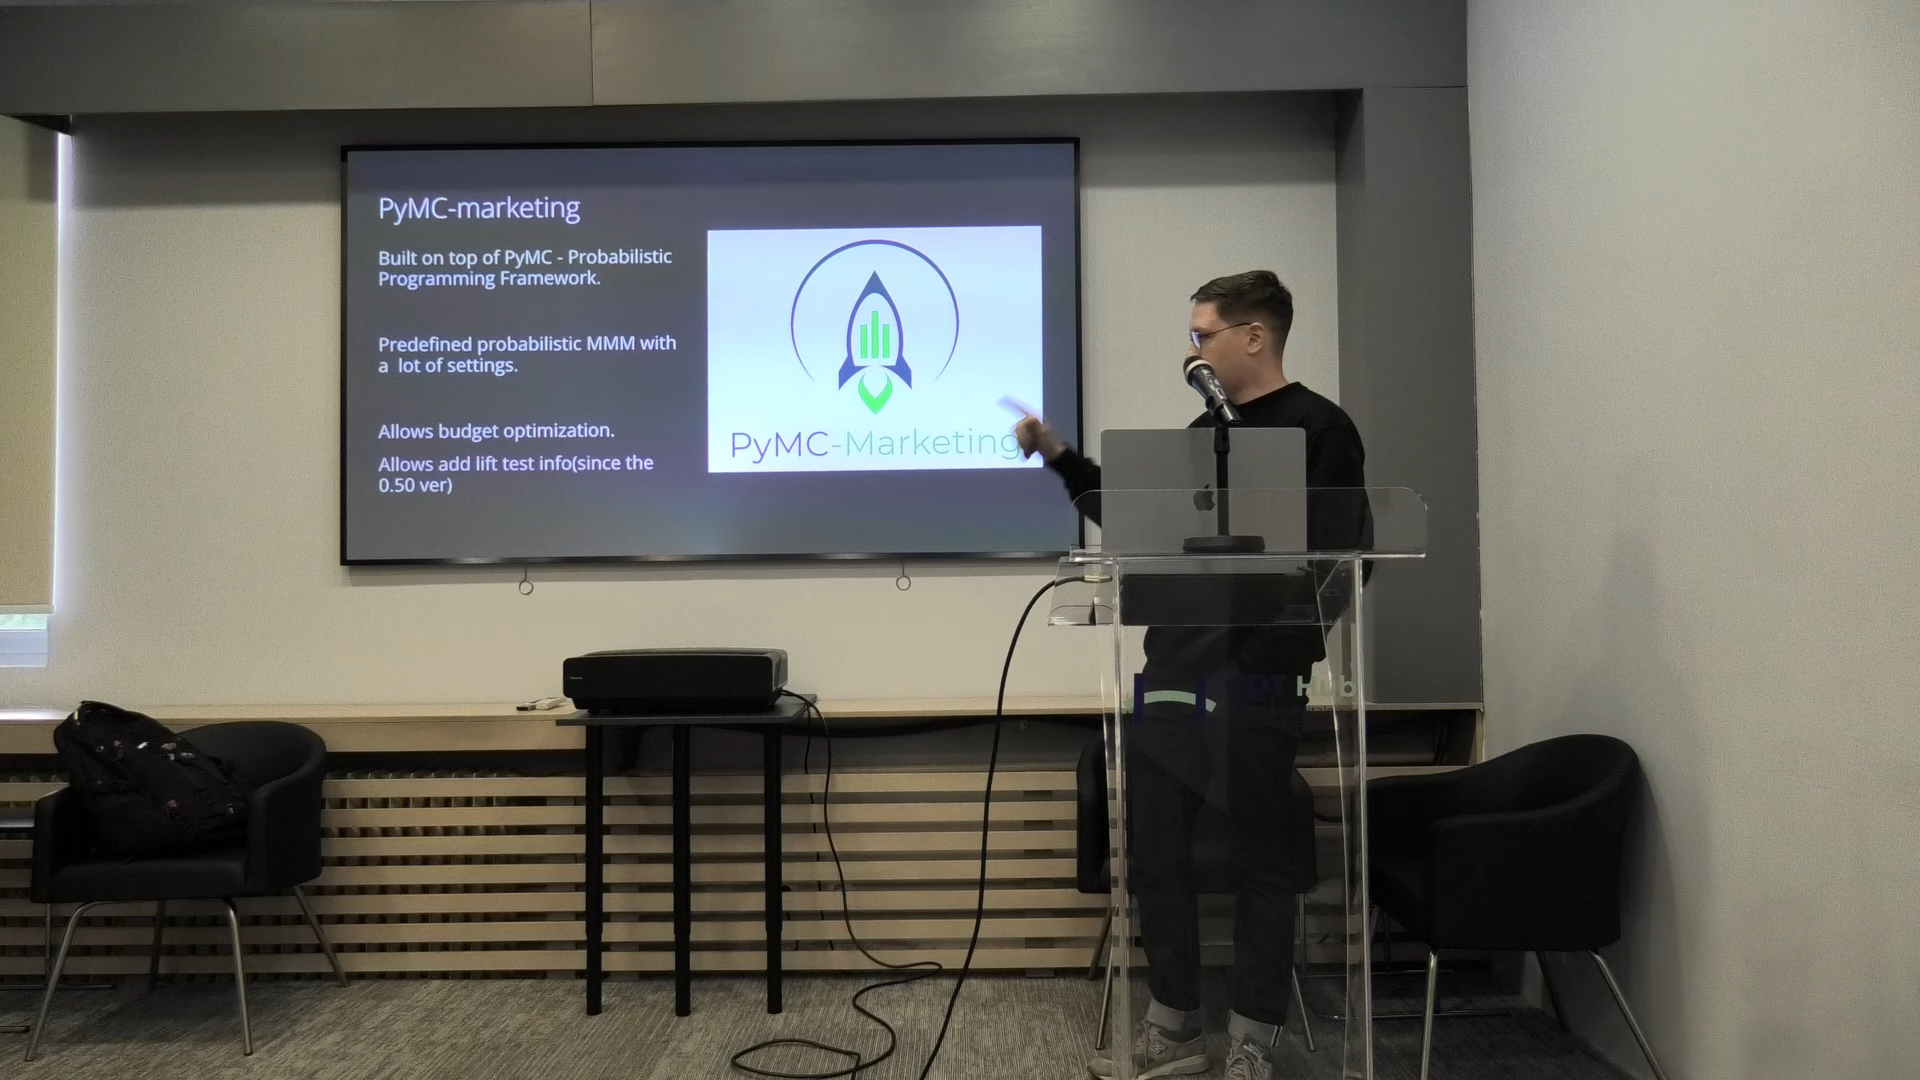 PyMC-marketing
Built on top of PyMC - Probabilistic
Programming Framework.
Predefined probabilistic MMM with
a lot of settings.
Allows budget optimization.
Allows add lift test info(since the
0.50 ver)
PyMC-Marketing
Hub